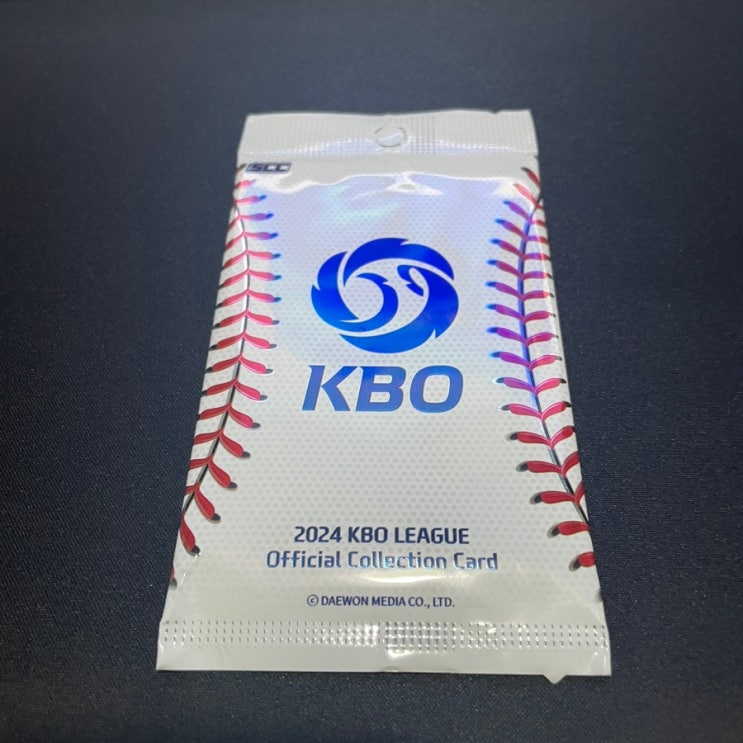 SCC
KBO
2024 KBO LEAGUE
Official Collection Card
© DAEWON MEDIA CO., LTD.